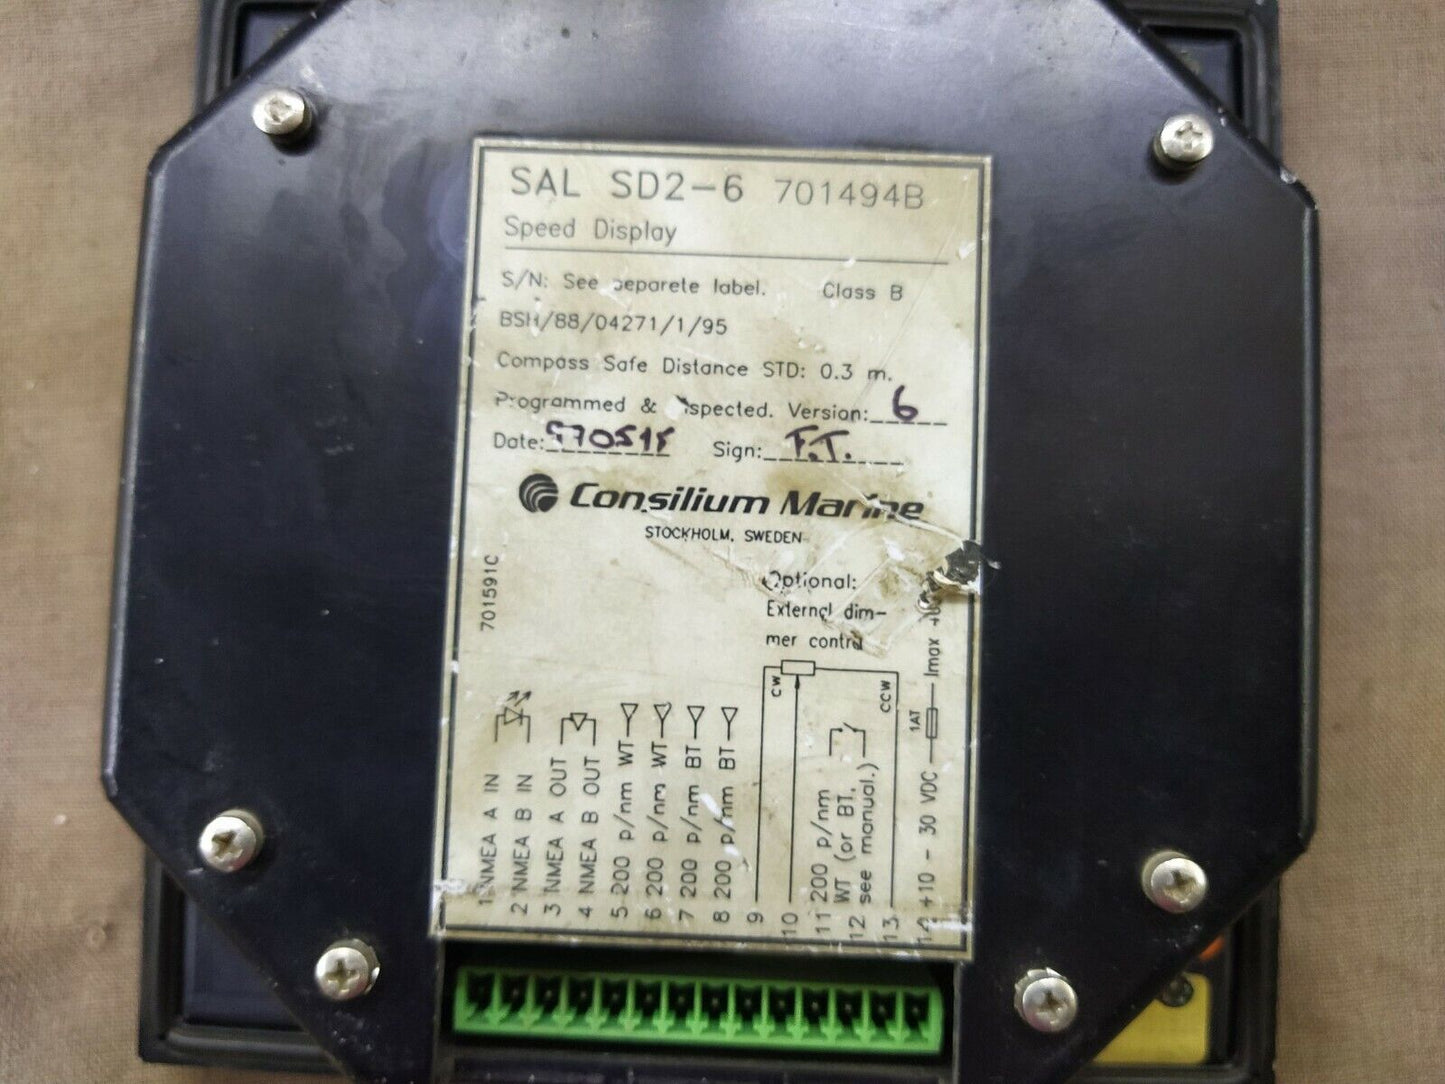 SAL SD2-6 701494B
Speed Display
S/N: See seperete label. Class B
BSH/88/04271/1/95
Compass Safe Distance STD: 0.3 m.
Programmed & Inspected. Version: 6
Date: Sign: F.T.
Consilium Marine
STOCKHOLM, SWEDEN
701591C
Optional:
External dim-
mer control
CW
CCW
1AT
Imax
1 NMEA A IN
2 NMEA B IN
3 NMEA A OUT
4 NMEA B OUT
5 200 p/nm WT
6 200 p/nm WT
7 200 p/nm BT
8 200 p/nm BT
9
10
11 200 p/nm
WT (or BT,
12 see manual.)
13
14 +10 - 30 VDC